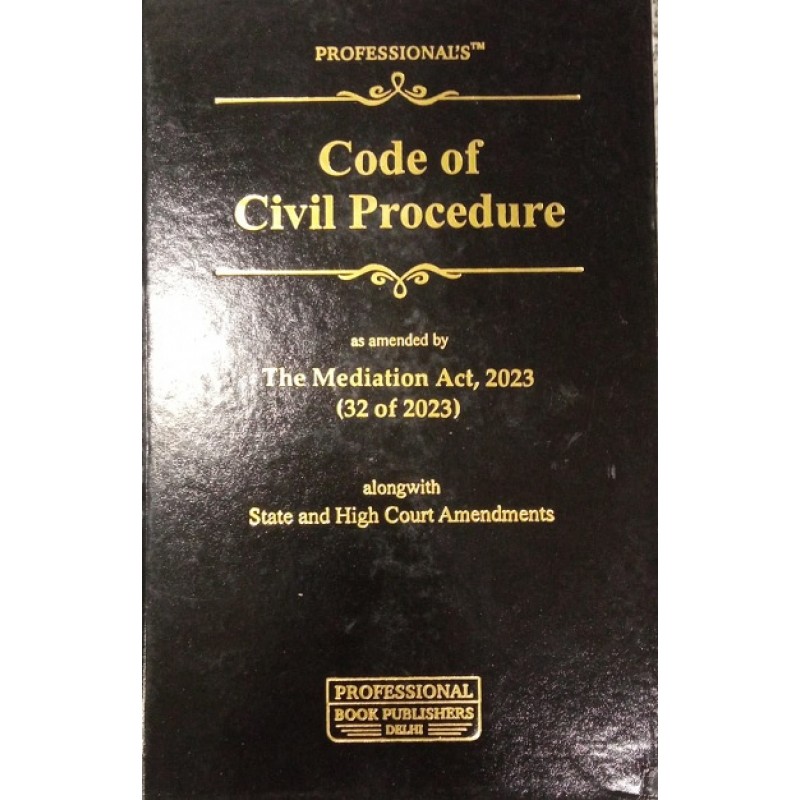 PROFESSIONAL'S™
Code of
Civil Procedure
as amended by
The Mediation Act, 2023
(32 of 2023)
alongwith
State and High Court Amendments
PROFESSIONAL
BOOK PUBLISHERS
DELHI